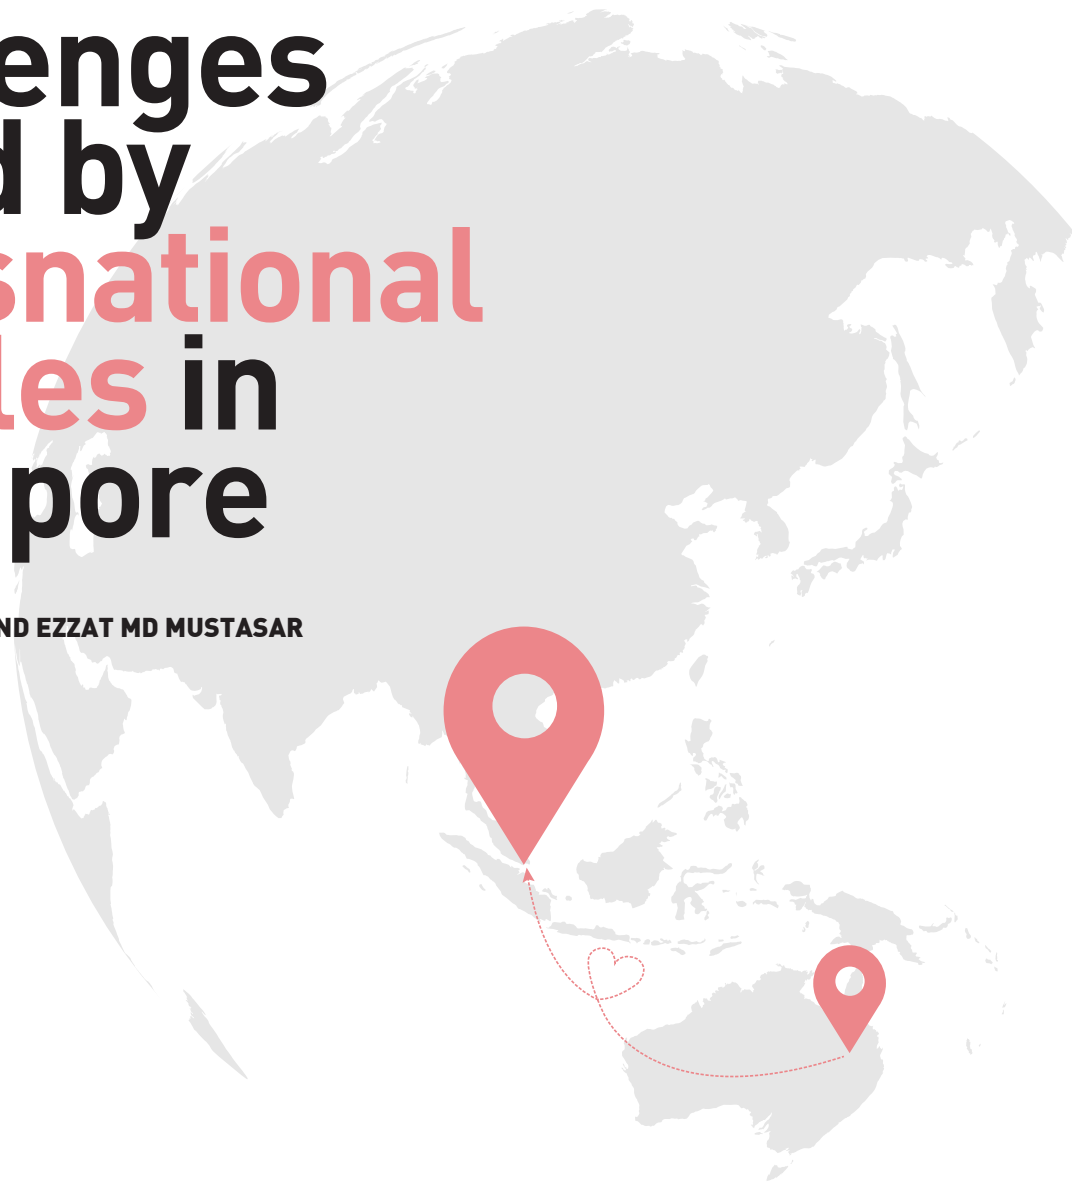 enges
d by
snational
les in
pore
ND EZZAT MD MUSTASAR